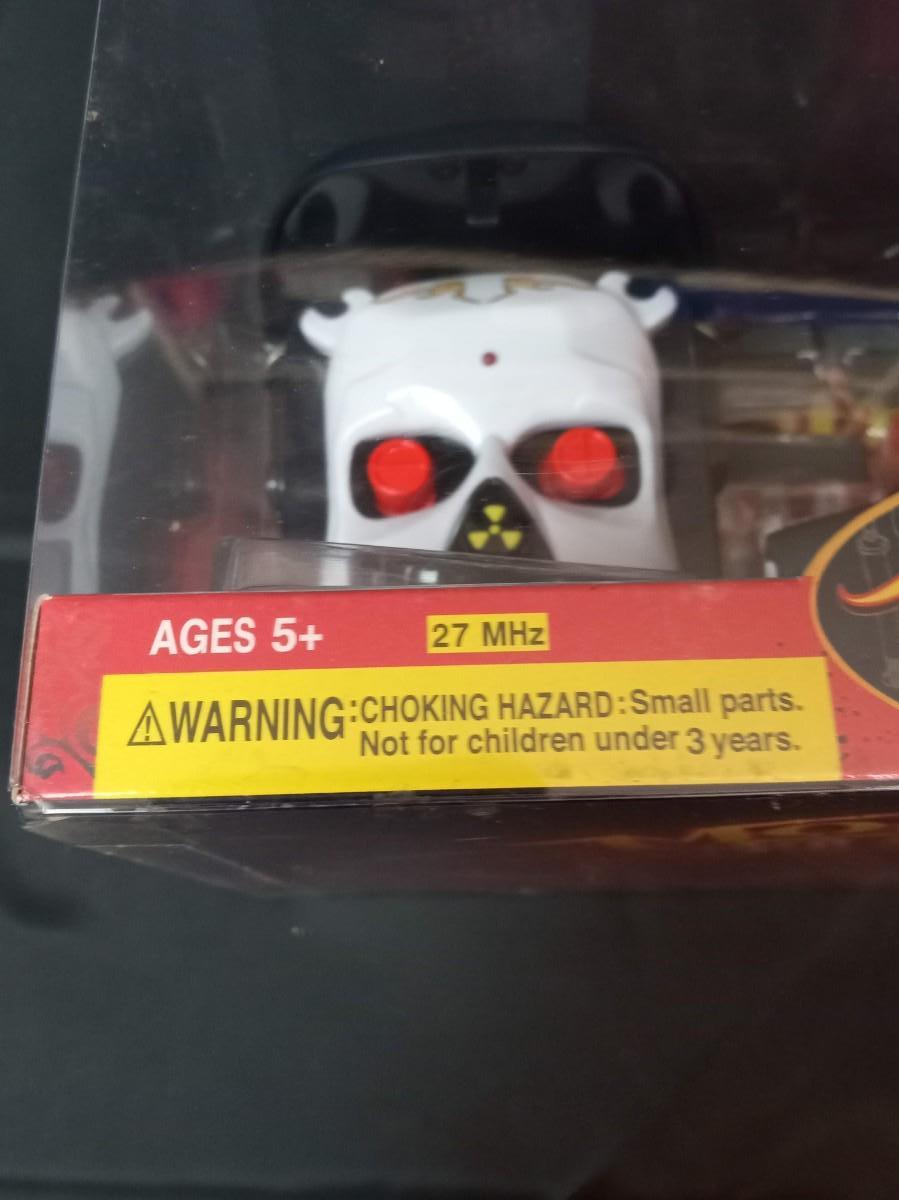 AGES 5+
27 MHz
⚠WARNING:CHOKING HAZARD:Small parts.
Not for children under 3 years.